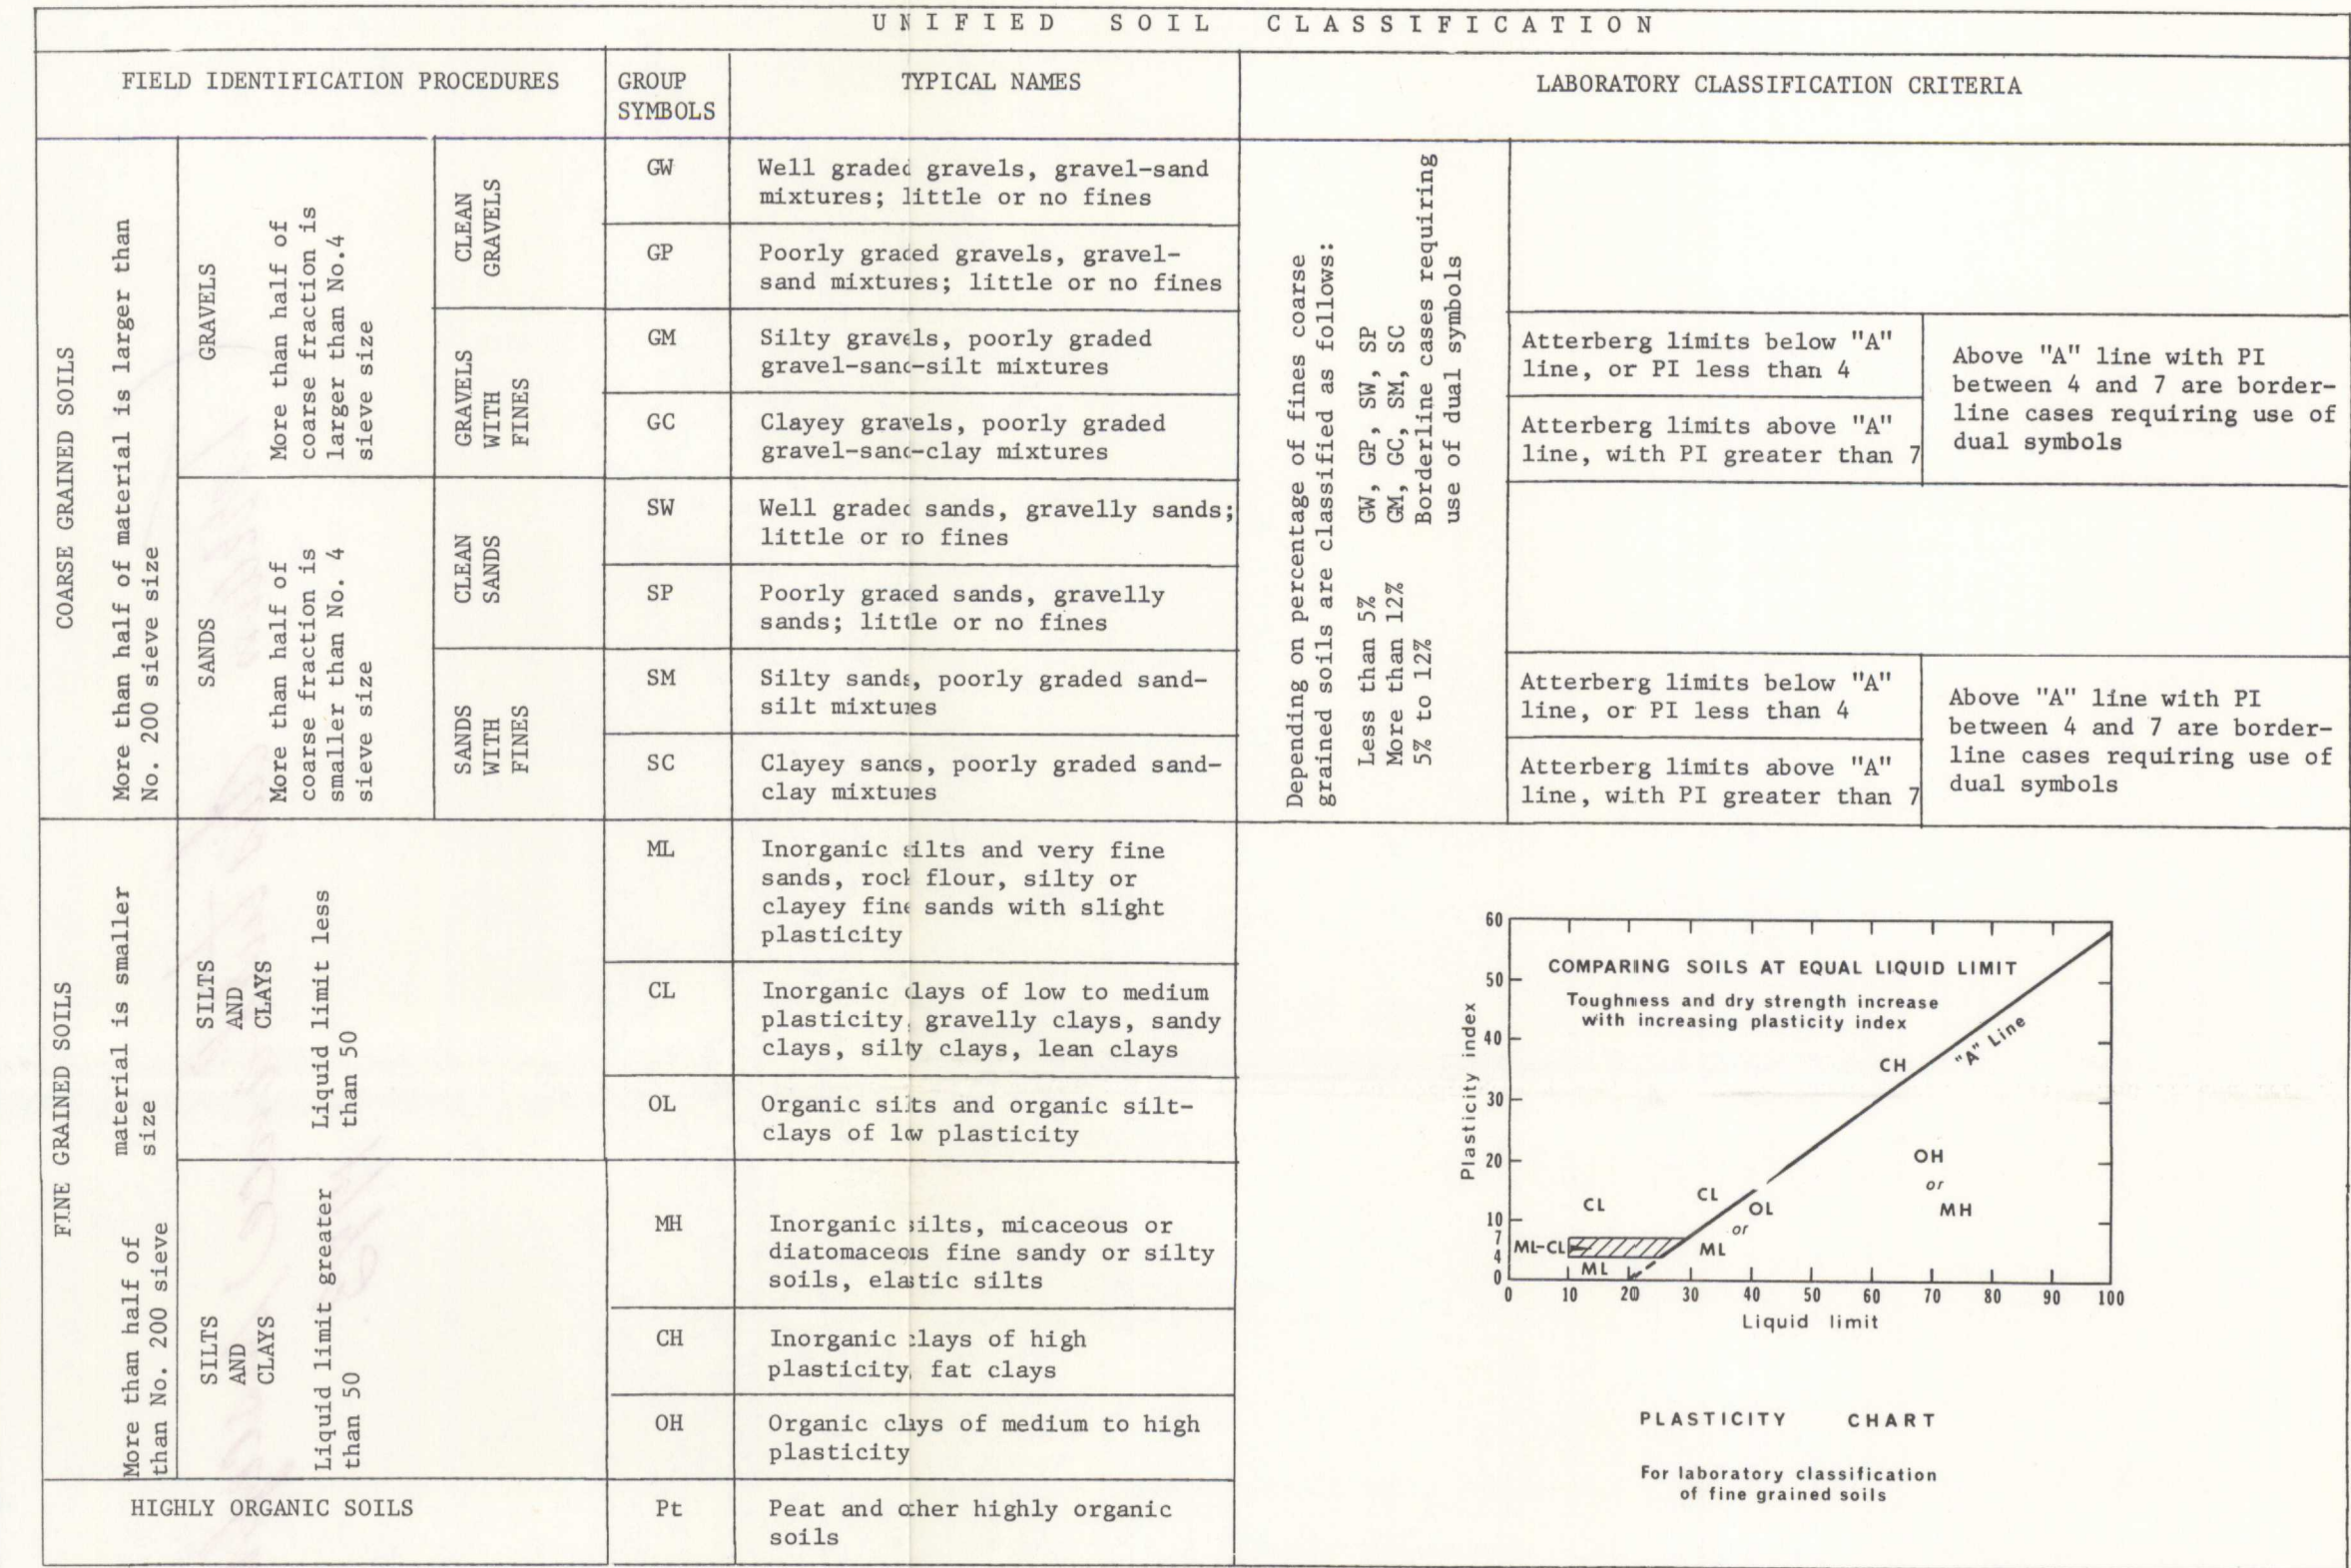 UNIFIED SOIL CLASSIFICATION
FIELD IDENTIFICATION PROCEDURES
GROUP
SYMBOLS
TYPICAL NAMES
LABORATORY CLASSIFICATION CRITERIA
COARSE GRAINED SOILS
More than half of material is larger than
No. 200 sieve size
GRAVELS
More than half of
coarse fraction is
larger than No.4
sieve size
CLEAN
GRAVELS
GW
Well graded gravels, gravel-sand
mixtures; little or no fines
GP
Poorly graded gravels, gravel-
sand mixtures; little or no fines
GRAVELS
WITH
FINES
GM
Silty gravels, poorly graded
gravel-sand-silt mixtures
GC
Clayey gravels, poorly graded
gravel-sand-clay mixtures
SANDS
More than half of
coarse fraction is
smaller than No. 4
sieve size
CLEAN
SANDS
SW
Well graded sands, gravelly sands;
little or no fines
SP
Poorly graded sands, gravelly
sands; little or no fines
SANDS
WITH
FINES
SM
Silty sands, poorly graded sand-
silt mixtures
SC
Clayey sands, poorly graded sand-
clay mixtures
Depending on percentage of fines coarse
grained soils are classified as follows:
Less than 5% GW, GP, SW, SP
More than 12% GM, GC, SM, SC
5% to 12% Borderline cases requiring
use of dual symbols
Atterberg limits below "A"
line, or PI less than 4
Atterberg limits above "A"
line, with PI greater than 7
Above "A" line with PI
between 4 and 7 are border-
line cases requiring use of
dual symbols
Atterberg limits below "A"
line, or PI less than 4
Atterberg limits above "A"
line, with PI greater than 7
Above "A" line with PI
between 4 and 7 are border-
line cases requiring use of
dual symbols
FINE GRAINED SOILS
More than half of material is smaller
than No. 200 sieve size
SILTS
AND
CLAYS
Liquid limit less
than 50
ML
Inorganic silts and very fine
sands, rock flour, silty or
clayey fine sands with slight
plasticity
CL
Inorganic clays of low to medium
plasticity, gravelly clays, sandy
clays, silty clays, lean clays
OL
Organic silts and organic silt-
clays of low plasticity
SILTS
AND
CLAYS
Liquid limit greater
than 50
MH
Inorganic silts, micaceous or
diatomaceous fine sandy or silty
soils, elastic silts
CH
Inorganic clays of high
plasticity, fat clays
OH
Organic clays of medium to high
plasticity
HIGHLY ORGANIC SOILS
Pt
Peat and other highly organic
soils
COMPARING SOILS AT EQUAL LIQUID LIMIT
Toughness and dry strength increase
with increasing plasticity index
Plasticity index
60
50
40
30
20
10
7
4
0
CH
"A" Line
OH
or
MH
CL
CL
OL
or
ML
ML-CL
ML
0 10 20 30 40 50 60 70 80 90 100
Liquid limit
PLASTICITY CHART
For laboratory classification
of fine grained soils